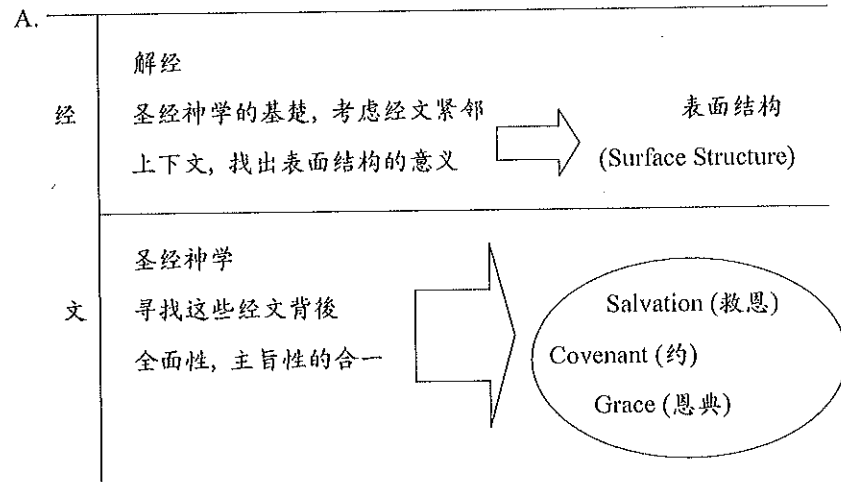 A.
解经
经 圣经神学的基楚, 考虑经文紧邻 表面结构
上下文, 找出表面结构的意义 (Surface Structure)
圣经神学
文 寻找这些经文背後 Salvation (救恩)
全面性, 主旨性的合一 Covenant (约)
Grace (恩典)